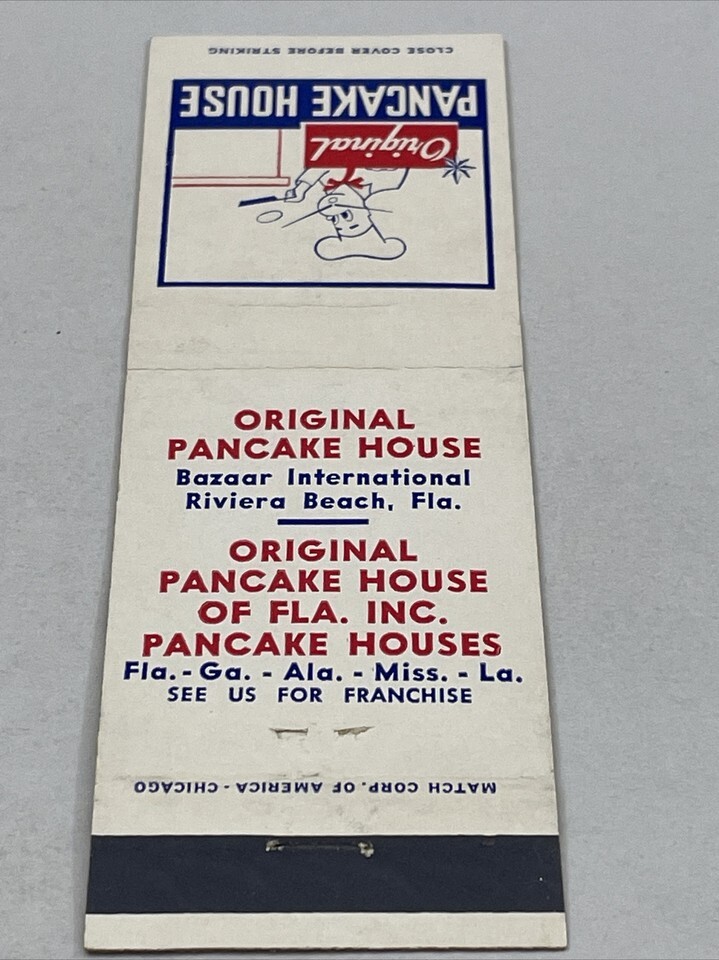 CLOSE COVER BEFORE STRIKING
PANCAKE HOUSE
Original
ORIGINAL
PANCAKE HOUSE
Bazaar International
Riviera Beach, Fla.
ORIGINAL
PANCAKE HOUSE
OF FLA. INC.
PANCAKE HOUSES
Fla. - Ga. - Ala. - Miss. - La.
SEE US FOR FRANCHISE
MATCH CORP. OF AMERICA - CHICAGO